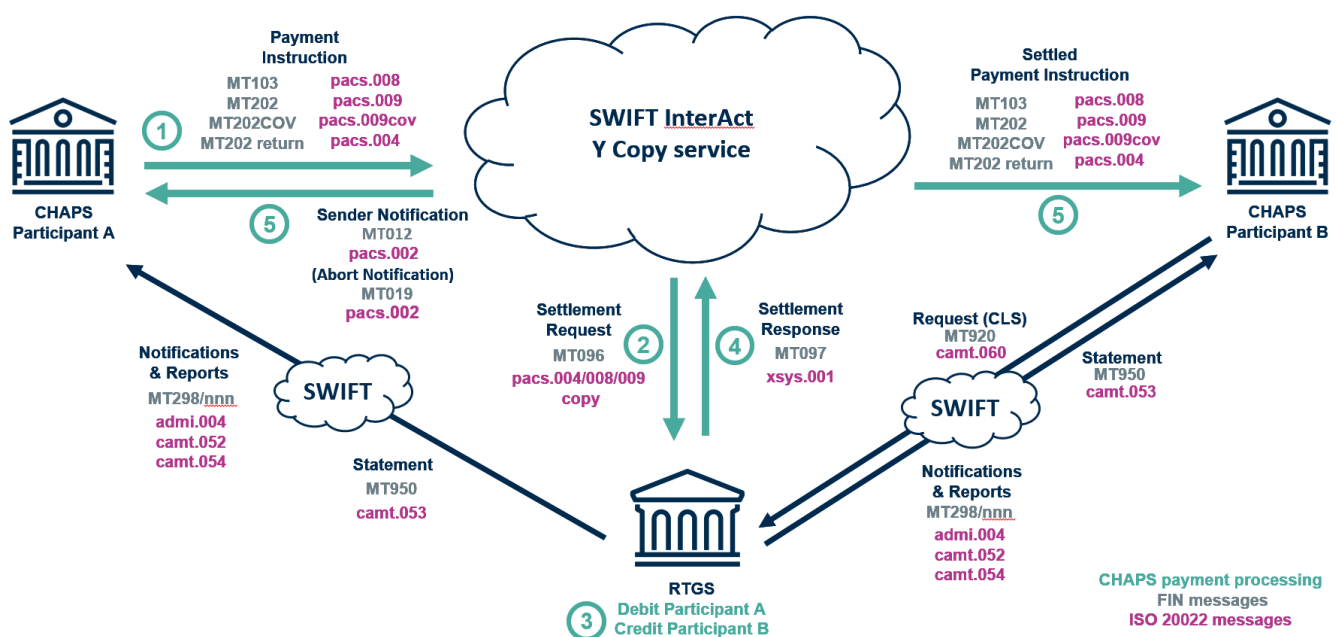 Payment
Instruction
MT103 pacs.008
MT202 pacs.009
MT202COV pacs.009cov
MT202 return pacs.004
1
CHAPS
Participant A
5
Sender Notification
MT012
pacs.002
(Abort Notification)
MT019
pacs.002
SWIFT InterAct
Y Copy service
Settled
Payment Instruction
MT103 pacs.008
MT202 pacs.009
MT202COV pacs.009cov
MT202 return pacs.004
5
CHAPS
Participant B
Settlement
Request
MT096
pacs.004/008/009
copy
2
4
Settlement
Response
MT097
xsys.001
Notifications
& Reports
MT298/nnn
admi.004
camt.052
camt.054
SWIFT
Statement
MT950
camt.053
Request (CLS)
MT920
camt.060
Statement
MT950
camt.053
SWIFT
Notifications
& Reports
MT298/nnn
admi.004
camt.052
camt.054
RTGS
3
Debit Participant A
Credit Participant B
CHAPS payment processing
FIN messages
ISO 20022 messages